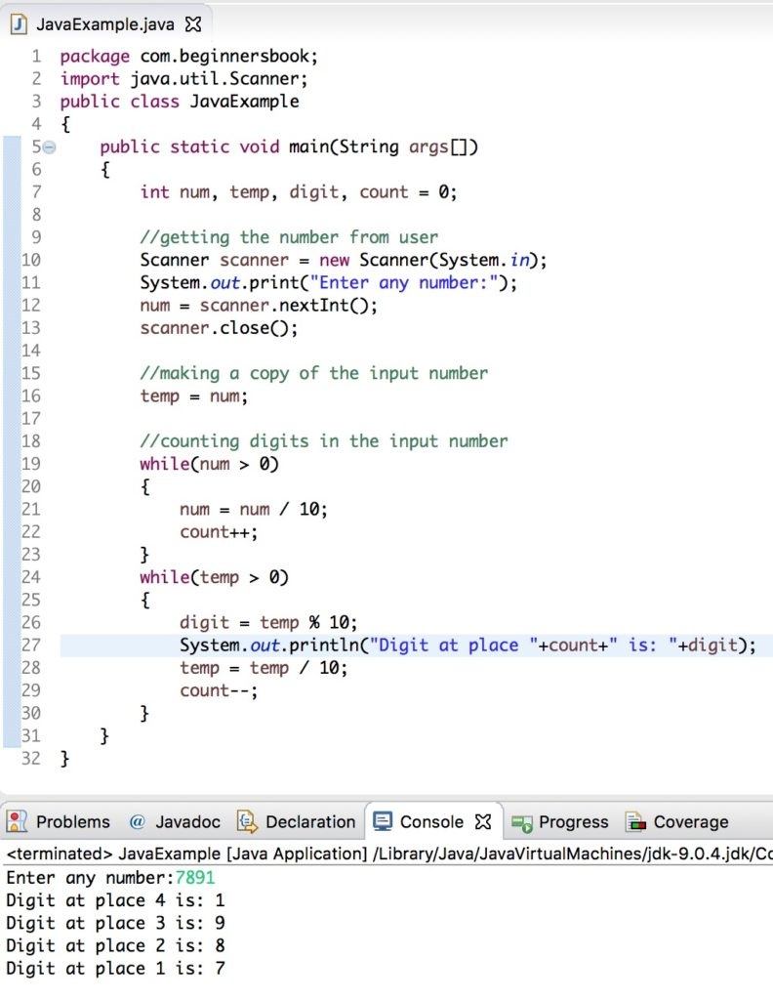 JavaExample.java
1 package com.beginnersbook;
2 import java.util.Scanner;
3 public class JavaExample
4 {
5 public static void main(String args[])
6 {
7 int num, temp, digit, count = 0;
8
9 //getting the number from user
10 Scanner scanner = new Scanner(System.in);
11 System.out.print("Enter any number:");
12 num = scanner.nextInt();
13 scanner.close();
14
15 //making a copy of the input number
16 temp = num;
17
18 //counting digits in the input number
19 while(num > 0)
20 {
21 num = num / 10;
22 count++;
23 }
24 while(temp > 0)
25 {
26 digit = temp % 10;
27 System.out.println("Digit at place "+count+" is: "+digit);
28 temp = temp / 10;
29 count--;
30 }
31 }
32 }
Problems @ Javadoc Declaration Console Progress Coverage
<terminated> JavaExample [Java Application] /Library/Java/JavaVirtualMachines/jdk-9.0.4.jdk/Co
Enter any number:7891
Digit at place 4 is: 1
Digit at place 3 is: 9
Digit at place 2 is: 8
Digit at place 1 is: 7